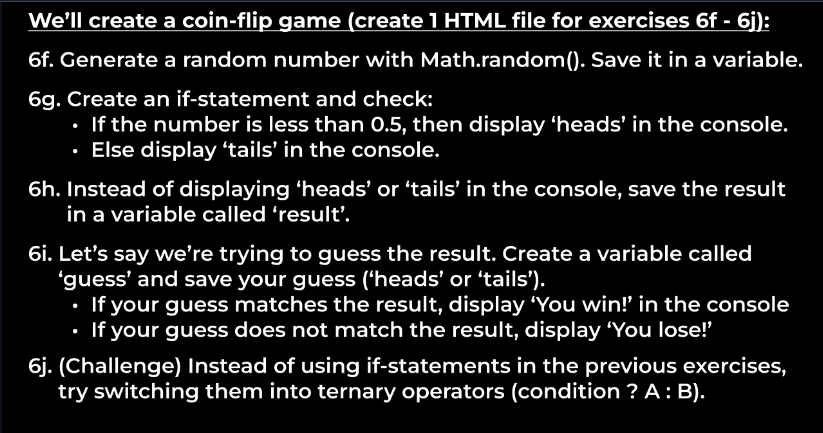 We'll create a coin-flip game (create 1 HTML file for exercises 6f - 6j):
6f. Generate a random number with Math.random(). Save it in a variable.
6g. Create an if-statement and check:
• If the number is less than 0.5, then display ‘heads’ in the console.
• Else display ‘tails’ in the console.
6h. Instead of displaying ‘heads’ or ‘tails’ in the console, save the result
in a variable called ‘result’.
6i. Let’s say we’re trying to guess the result. Create a variable called
‘guess’ and save your guess (‘heads’ or ‘tails’).
• If your guess matches the result, display ‘You win!’ in the console
• If your guess does not match the result, display ‘You lose!’
6j. (Challenge) Instead of using if-statements in the previous exercises,
try switching them into ternary operators (condition ? A : B).